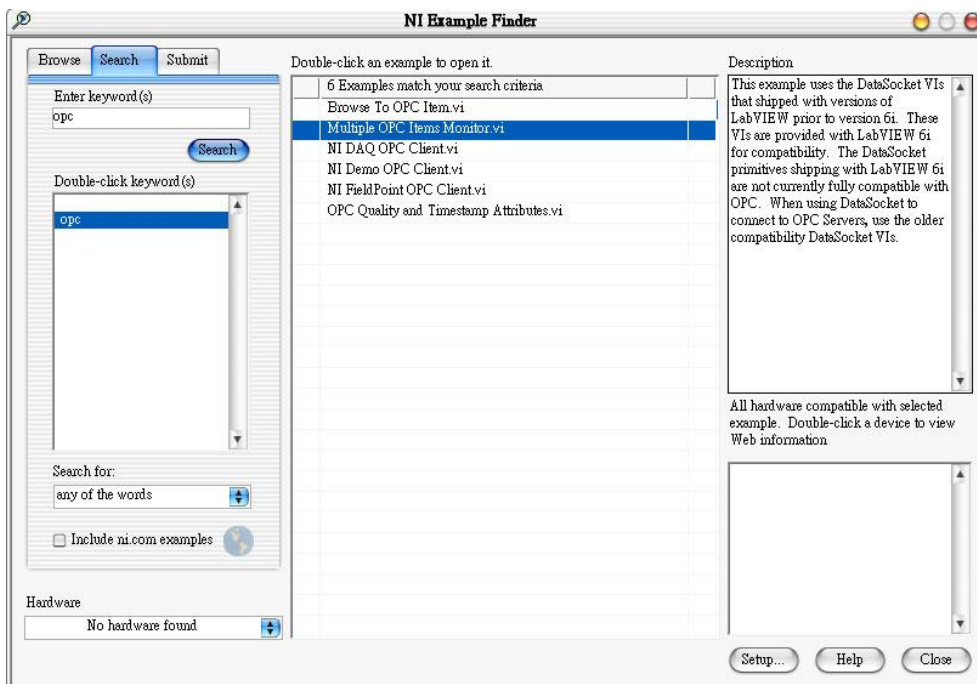 NI Example Finder
Browse
Search
Submit
Enter keyword(s)
opc
Search
Double-click keyword(s)
opc
Search for:
any of the words
Include ni.com examples
Hardware
No hardware found
Double-click an example to open it.
6 Examples match your search criteria
Browse To OPC Item.vi
Multiple OPC Items Monitor.vi
NI DAQ OPC Client.vi
NI Demo OPC Client.vi
NI FieldPoint OPC Client.vi
OPC Quality and Timestamp Attributes.vi
Description
This example uses the DataSocket VIs
that shipped with versions of
LabVIEW prior to version 6i. These
VIs are provided with LabVIEW 6i
for compatibility. The DataSocket
primitives shipping with LabVIEW 6i
are not currently fully compatible with
OPC. When using DataSocket to
connect to OPC Servers, use the older
compatibility DataSocket VIs.
All hardware compatible with selected
example. Double-click a device to view
Web information
Setup...
Help
Close